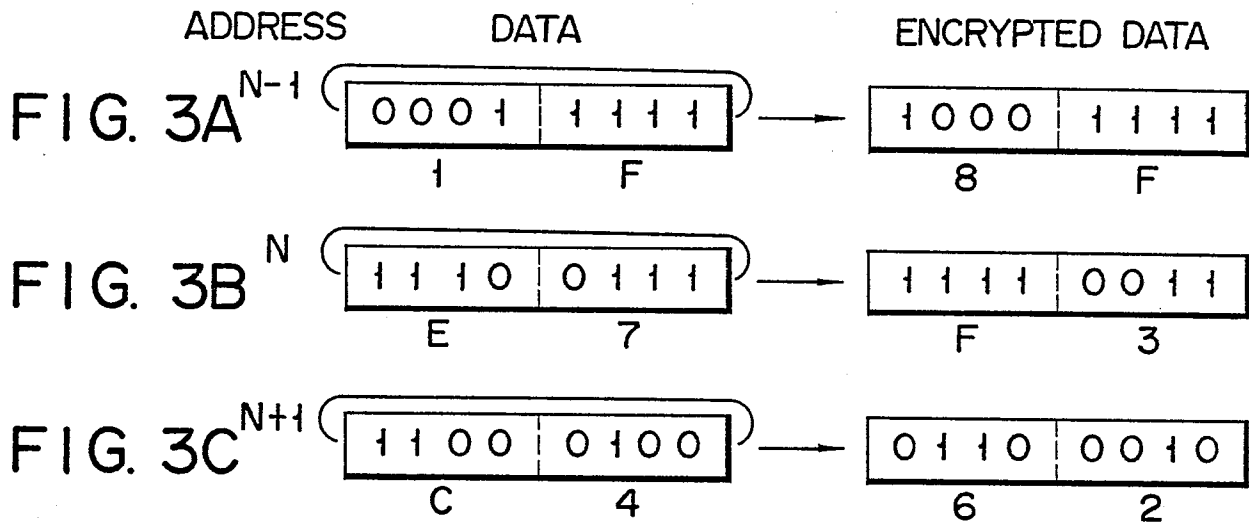 ADDRESS DATA ENCRYPTED DATA
FIG. 3A N-1 0001 1111 1000 1111
1 F 8 F
FIG. 3B N 1110 0111 1111 0011
E 7 F 3
FIG. 3C N+1 1100 0100 0110 0010
C 4 6 2